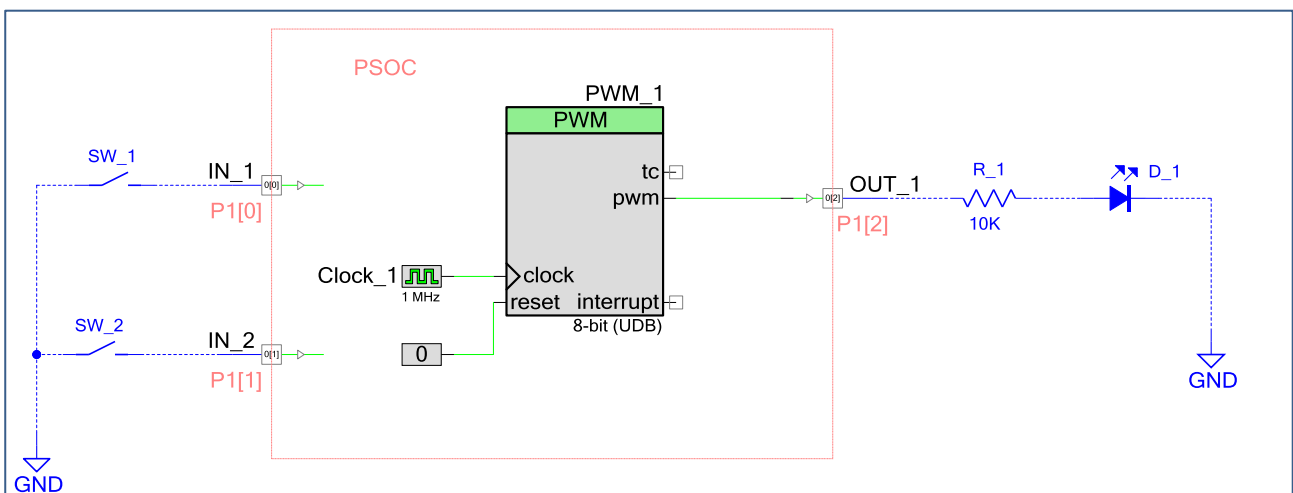 PSOC
PWM_1
PWM
tc
pwm
clock
reset
interrupt
8-bit (UDB)
SW_1
IN_1
0[0]
P1[0]
Clock_1
1 MHz
0
SW_2
IN_2
0[1]
P1[1]
GND
0[2]
OUT_1
P1[2]
R_1
10K
D_1
GND